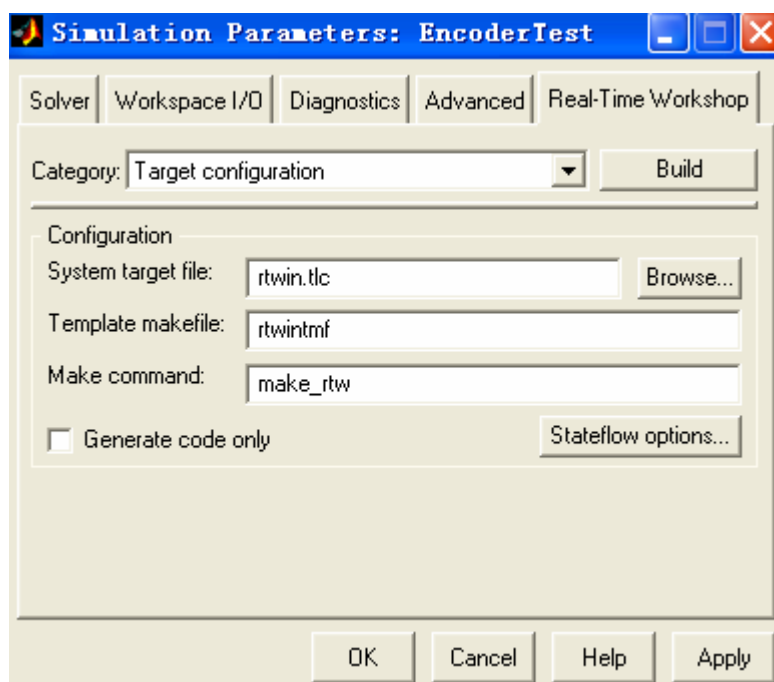 Simulation Parameters: EncoderTest
Solver Workspace I/O Diagnostics Advanced Real-Time Workshop
Category: Target configuration Build
Configuration
System target file: rtwin.tlc Browse...
Template makefile: rtwintmf
Make command: make_rtw
Generate code only Stateflow options...
OK Cancel Help Apply